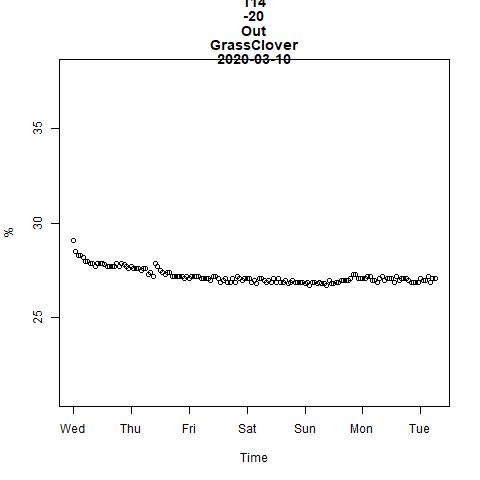 114
-20
Out
GrassClover
2020-03-10
35
30
25
%
Wed Thu Fri Sat Sun Mon Tue
Time